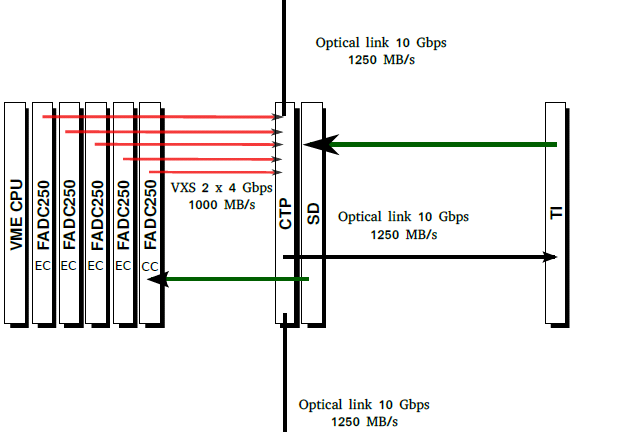 Optical link 10 Gbps
1250 MB/s
VXS 2 x 4 Gbps
1000 MB/s
Optical link 10 Gbps
1250 MB/s
VME CPU
FADC250
FADC250
FADC250
FADC250
FADC250
CTP
SD
TI
EC
EC
EC
EC
CC
Optical link 10 Gbps
1250 MB/s